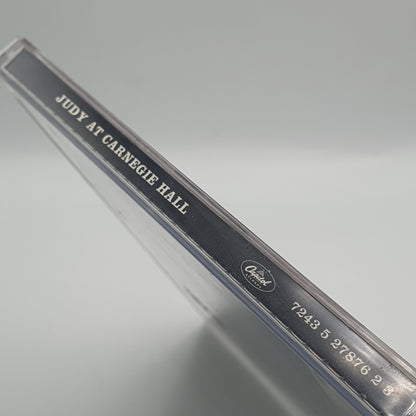 JUDY AT CARNEGIE HALL
Capitol
7243 5 27876 2 3